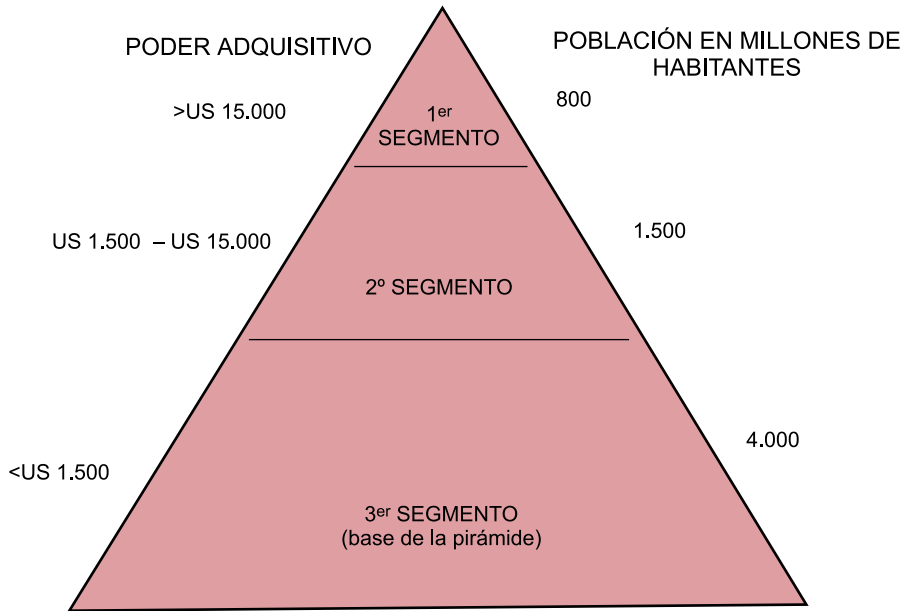 PODER ADQUISITIVO
POBLACIÓN EN MILLONES DE
HABITANTES
>US 15.000
1er
SEGMENTO
800
US 1.500 – US 15.000
2º SEGMENTO
1.500
<US 1.500
3er SEGMENTO
(base de la pirámide)
4.000